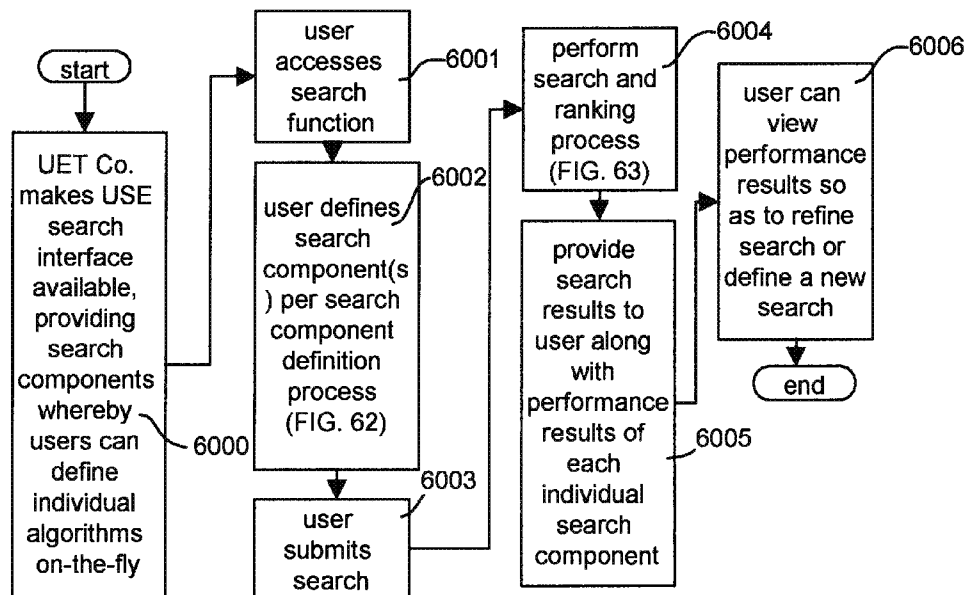 start
UET Co.
makes USE
search
interface
available,
providing
search
components
whereby
users can
define
individual
algorithms
on-the-fly
6000
user
accesses
search
function
6001
user defines
search
component(s
) per search
component
definition
process
(FIG. 62)
6002
user
submits
search
6003
perform
search and
ranking
process
(FIG. 63)
6004
provide
search
results to
user along
with
performance
results of
each
individual
search
component
6005
user can
view
performance
results so
as to refine
search or
define a new
search
6006
end